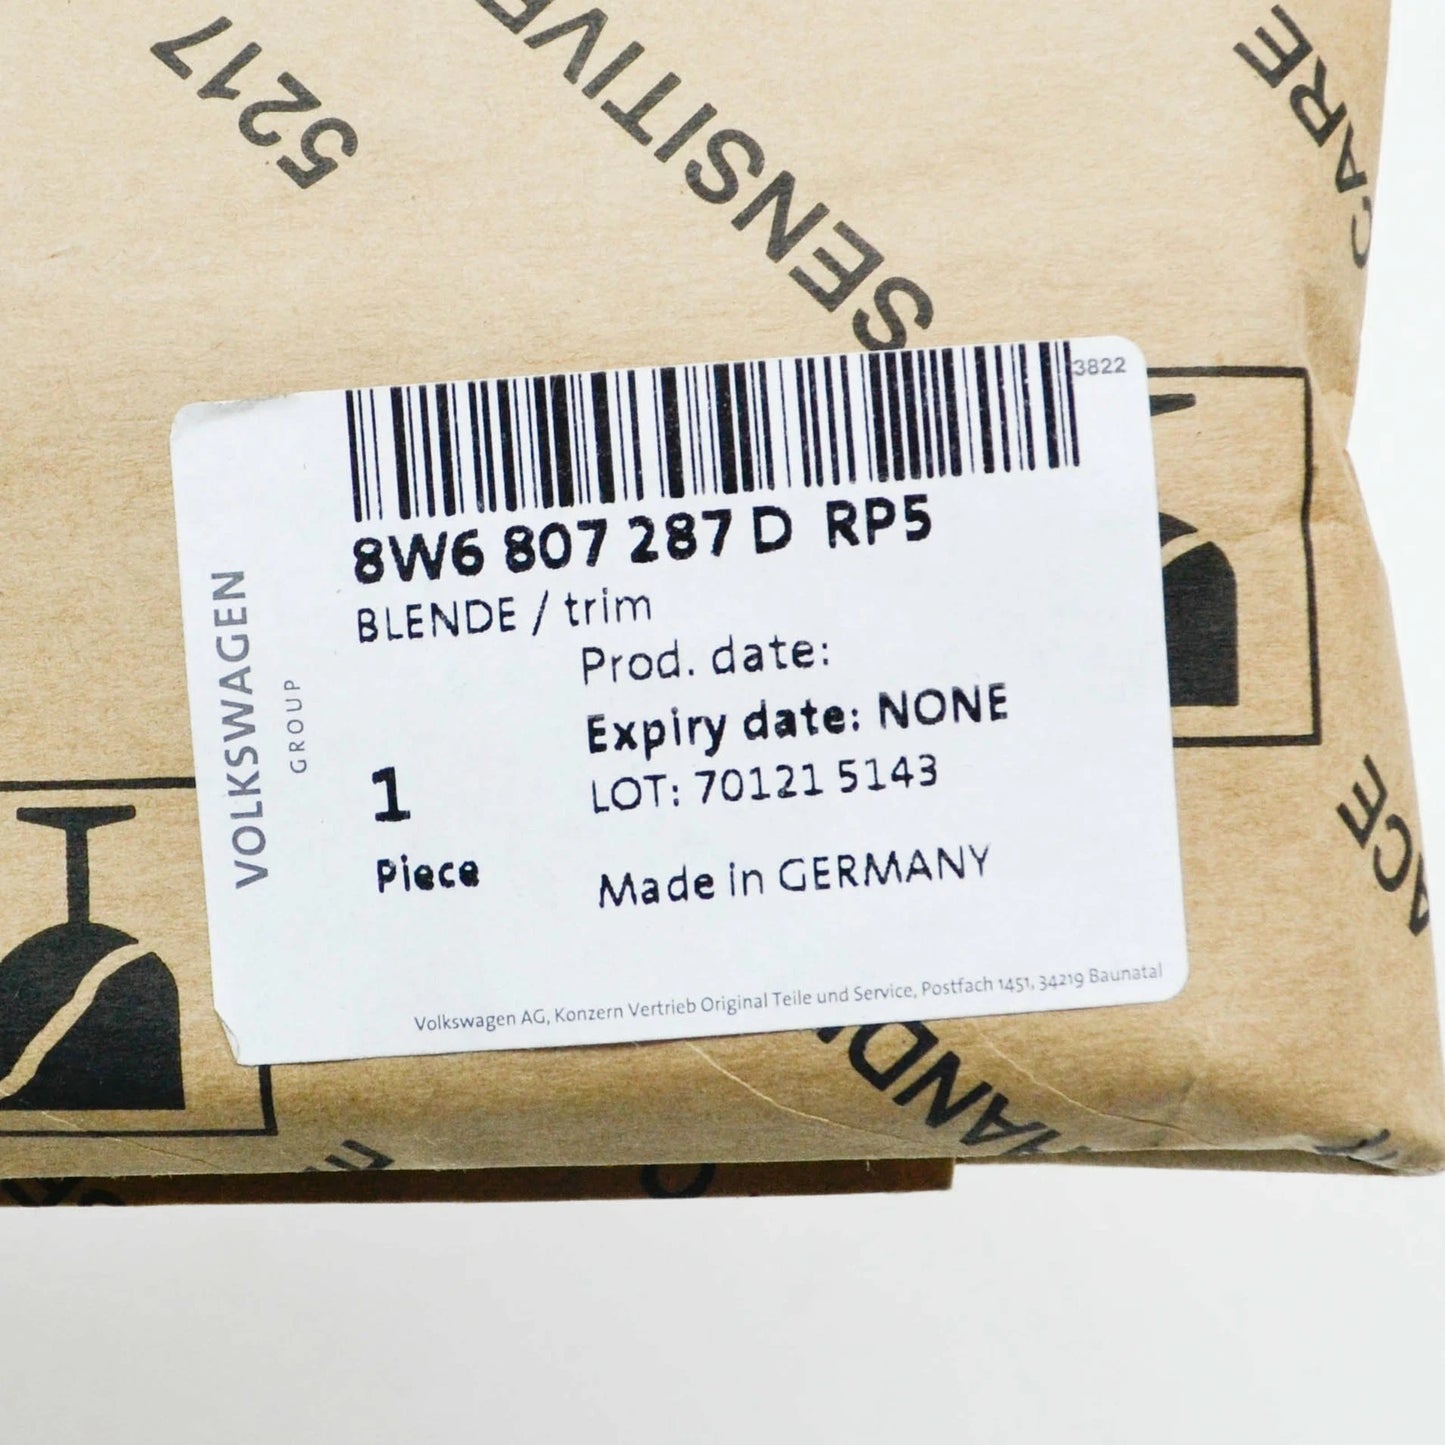 5217
SENSITIVE
CARE
3822
8W6 807 287 D RP5
BLENDE / trim
Prod. date:
Expiry date: NONE
LOT: 70121 5143
1
Piece
Made in GERMANY
VOLKSWAGEN
GROUP
Volkswagen AG, Konzern Vertrieb Original Teile und Service, Postfach 1451, 34219 Baunatal